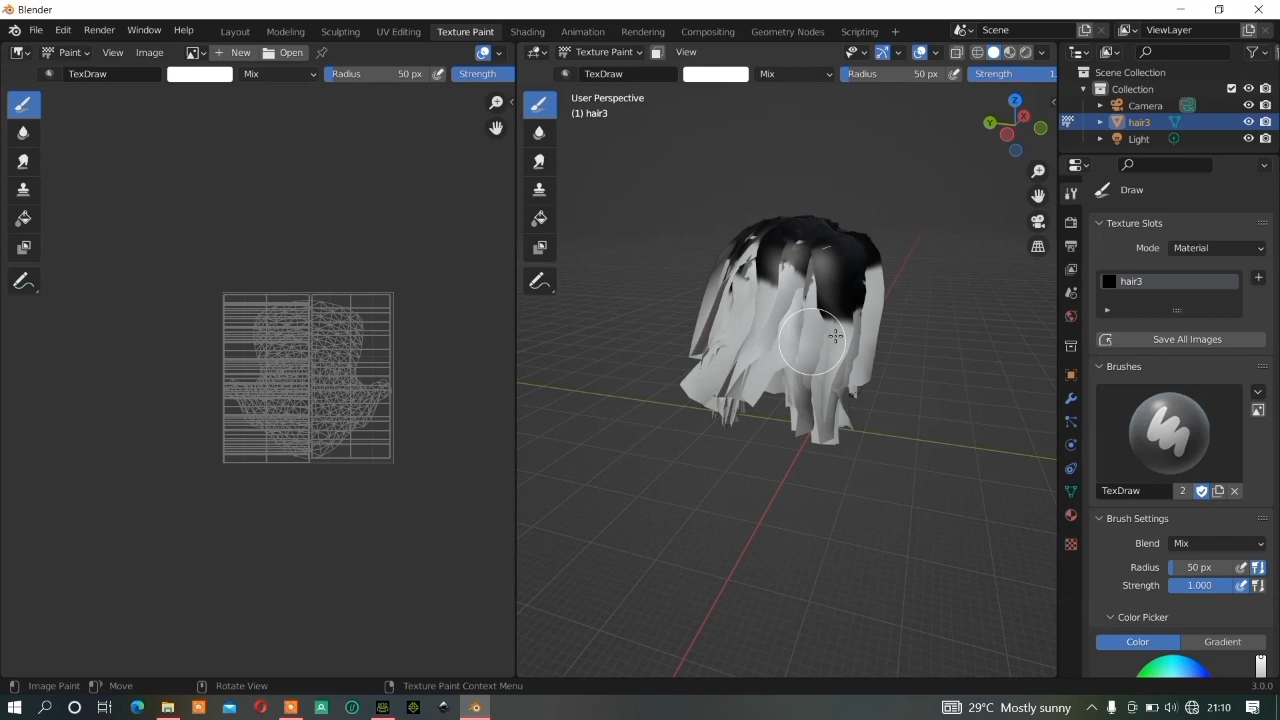 Blender
File Edit Render Window Help Layout Modeling Sculpting UV Editing Texture Paint Shading Animation Rendering Compositing Geometry Nodes Scripting + Scene ViewLayer
Paint View Image + New Open
TexDraw Mix Radius 50 px Strength
Texture Paint View
TexDraw Mix Radius 50 px Strength 1.
User Perspective
(1) hair3
Z
X
Y
Scene Collection
Collection
Camera
hair3
Light
Draw
Texture Slots
Mode Material
hair3
+
Save All Images
Brushes
TexDraw 2
Brush Settings
Blend Mix
Radius 50 px
Strength 1.000
Color Picker
Color Gradient
Image Paint Move Rotate View Texture Paint Context Menu 3.0.0
29°C Mostly sunny 21:10